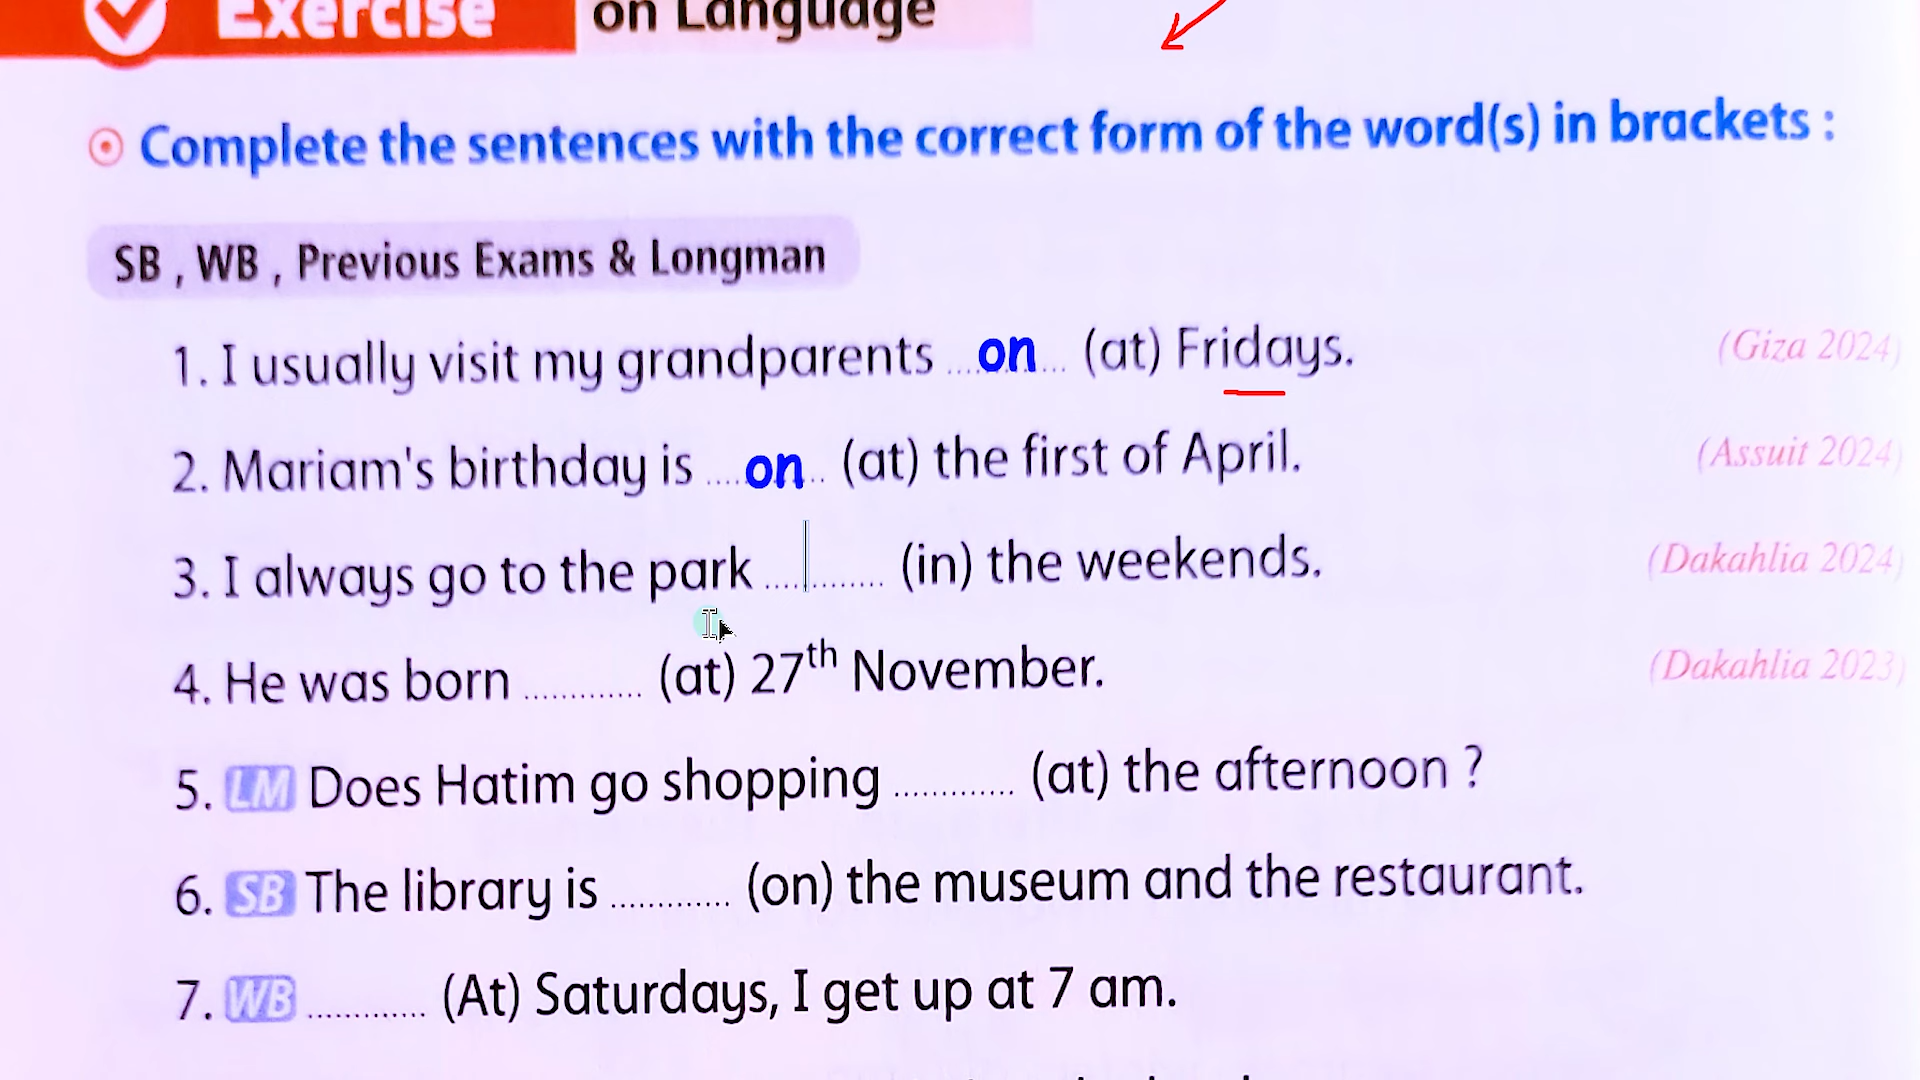 Exercise on Language
Complete the sentences with the correct form of the word(s) in brackets :
SB , WB , Previous Exams & Longman
1. I usually visit my grandparents ....on.... (at) Fridays. (Giza 2024)
2. Mariam's birthday is ....on.. (at) the first of April. (Assuit 2024)
3. I always go to the park ............ (in) the weekends. (Dakahlia 2024)
4. He was born ............. (at) 27th November. (Dakahlia 2023)
5. LM Does Hatim go shopping ............. (at) the afternoon ?
6. SB The library is ............. (on) the museum and the restaurant.
7. WB ............. (At) Saturdays, I get up at 7 am.